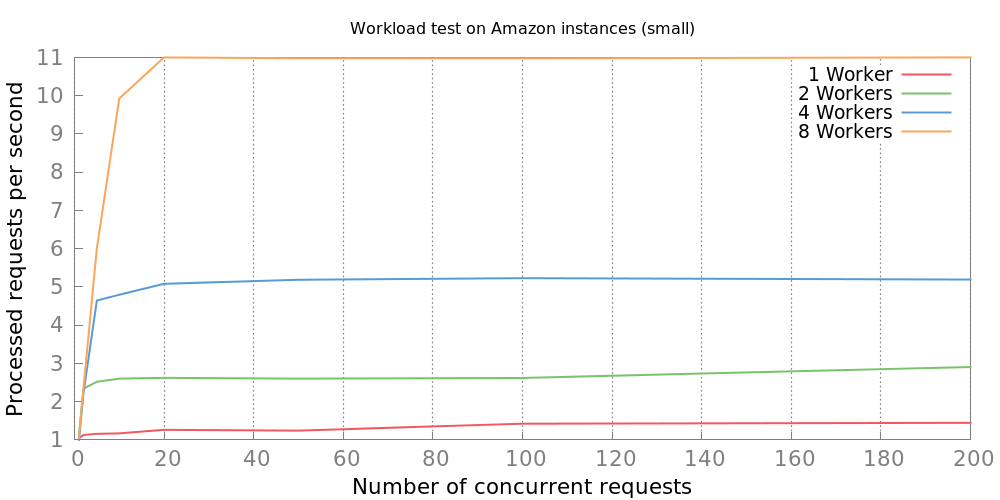 Workload test on Amazon instances (small)
11
10
9
8
7
6
5
4
3
2
1
Processed requests per second
1 Worker
2 Workers
4 Workers
8 Workers
0 20 40 60 80 100 120 140 160 180 200
Number of concurrent requests